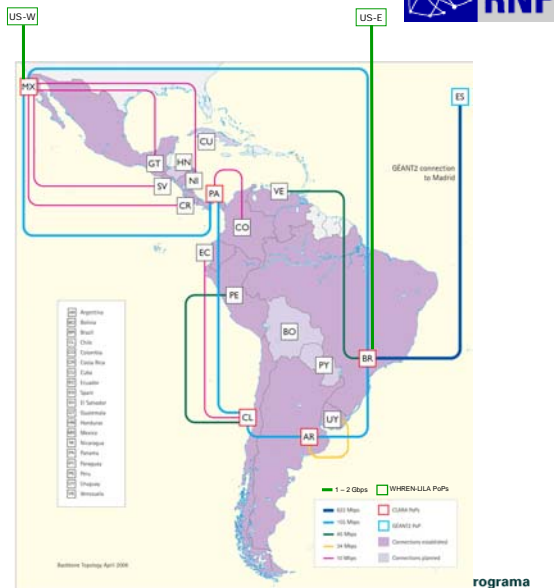 RNP
US-W
US-E
MX
ES
CU
GT
HN
SV
NI
CR
PA
VE
CO
EC
PE
BO
BR
PY
CL
UY
AR
GÉANT2 connection
to Madrid
Argentina
Bolivia
Brazil
Chile
Colombia
Costa Rica
Cuba
Ecuador
Spain
El Salvador
Guatemala
Honduras
Mexico
Nicaragua
Panama
Paraguay
Peru
Uruguay
Venezuela
1 – 2 Gbps
WHREN-LILA PoPs
622 Mbps
155 Mbps
45 Mbps
34 Mbps
10 Mbps
CLARA PoPs
GÉANT2 PoP
Connections established
Connections planned
Backbone Topology April 2006
rograma